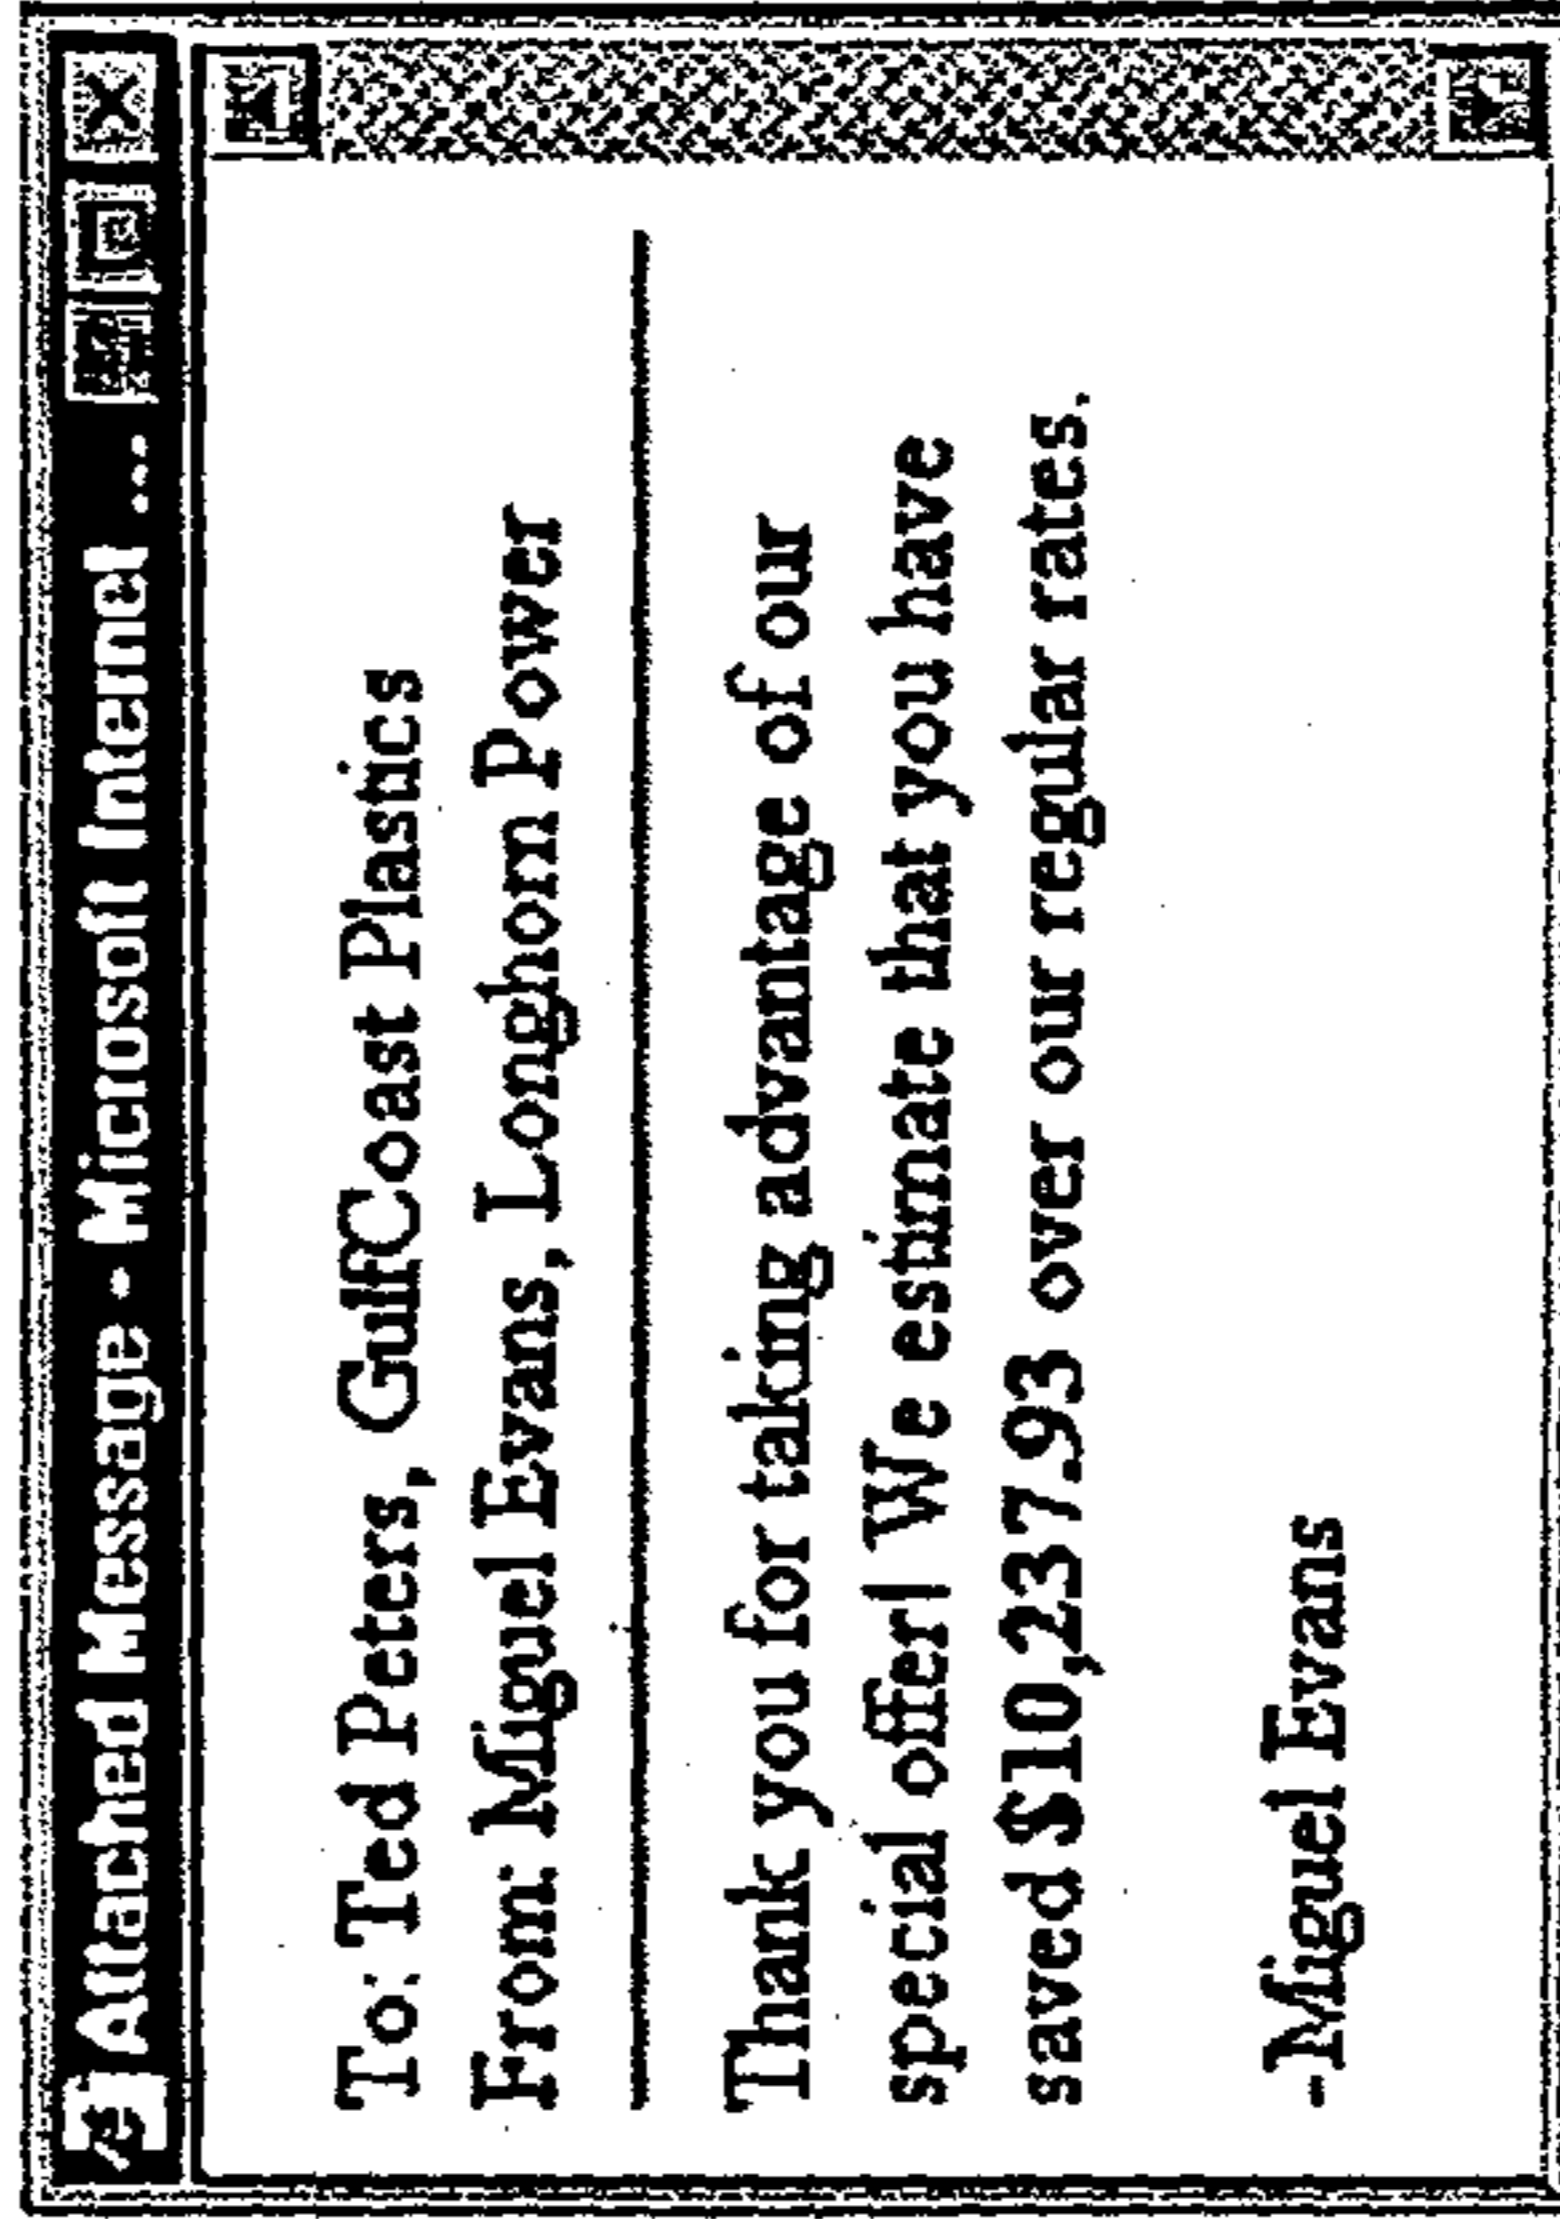 Attached Message - Microsoft Internet ...
To: Ted Peters, GulfCoast Plastics
From: Miguel Evans, Longhorn Power
Thank you for taking advantage of our
special offer! We estimate that you have
saved $10,237.93 over our regular rates.
-Miguel Evans